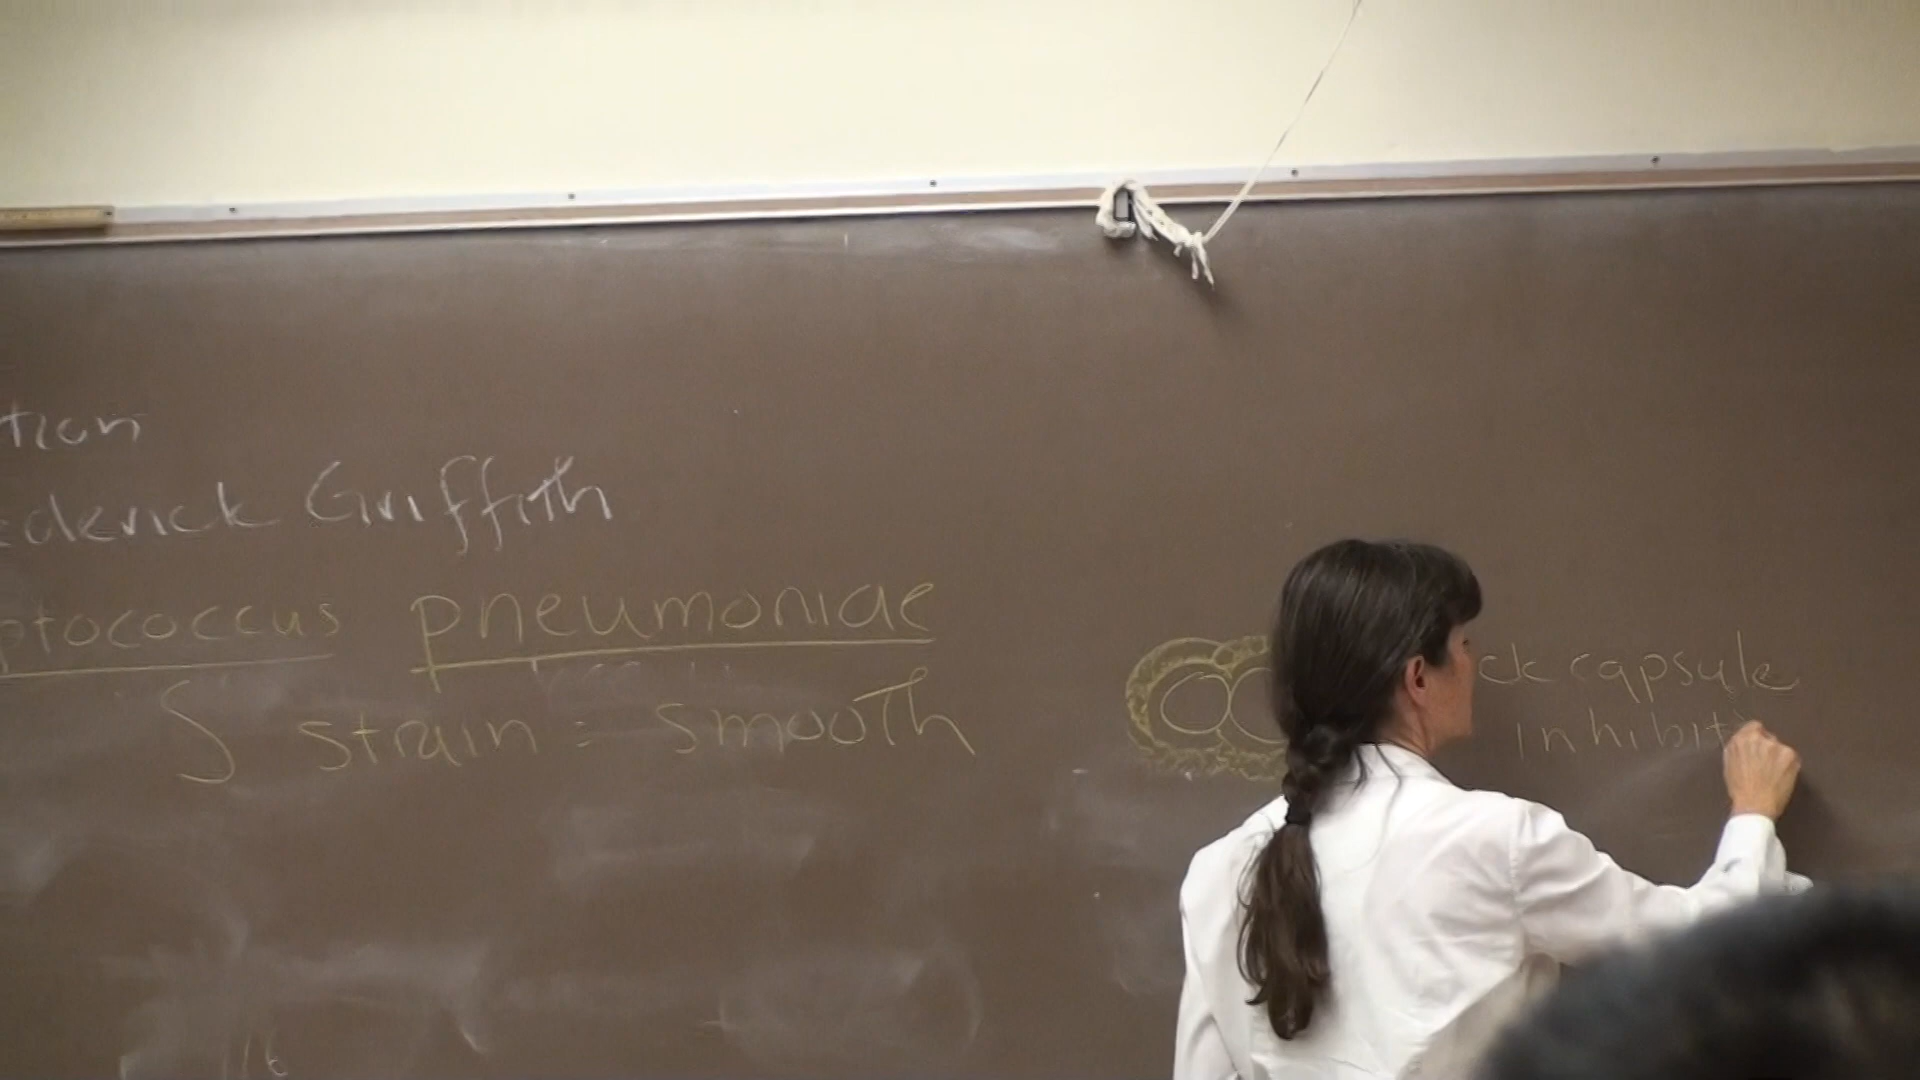 tion
ederick Griffith
ptococcus pneumoniae
S strain = smooth
ck capsule
inhibit